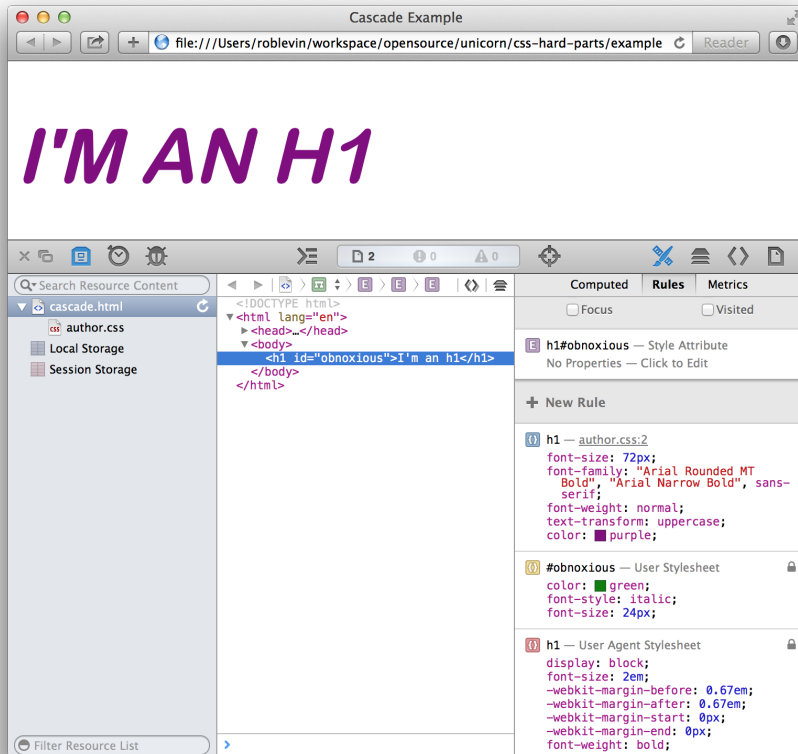 Cascade Example
file:///Users/roblevin/workspace/opensource/unicorn/css-hard-parts/example
Reader
I'M AN H1
2
0
0
Search Resource Content
cascade.html
author.css
Local Storage
Session Storage
Filter Resource List
E
E
E
<!DOCTYPE html>
<html lang="en">
<head>…</head>
<body>
<h1 id="obnoxious">I'm an h1</h1>
</body>
</html>
Computed
Rules
Metrics
Focus
Visited
E h1#obnoxious — Style Attribute
No Properties — Click to Edit
+ New Rule
h1 — author.css:2
font-size: 72px;
font-family: "Arial Rounded MT
Bold", "Arial Narrow Bold", sans-
serif;
font-weight: normal;
text-transform: uppercase;
color: purple;
#obnoxious — User Stylesheet
color: green;
font-style: italic;
font-size: 24px;
h1 — User Agent Stylesheet
display: block;
font-size: 2em;
-webkit-margin-before: 0.67em;
-webkit-margin-after: 0.67em;
-webkit-margin-start: 0px;
-webkit-margin-end: 0px;
font-weight: bold;